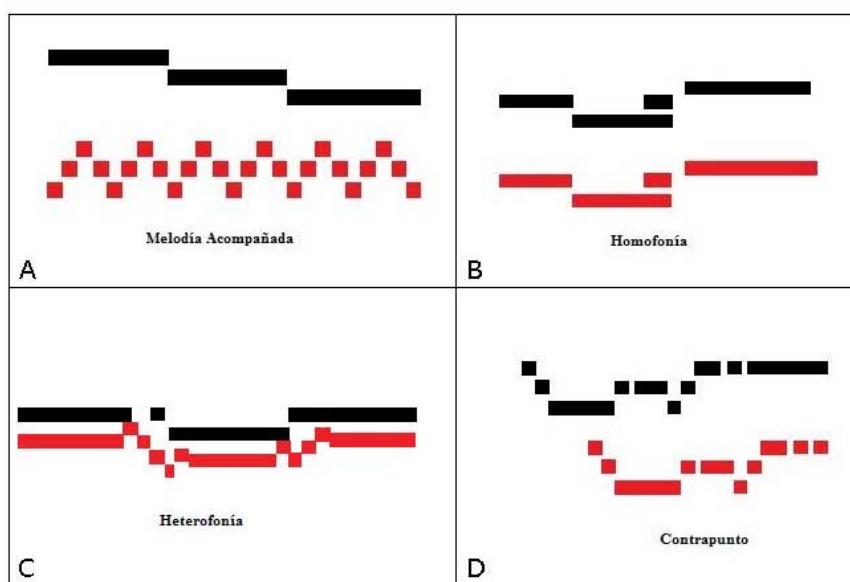 Melodía Acompañada
A
Homofonía
B
Heterofonía
C
Contrapunto
D